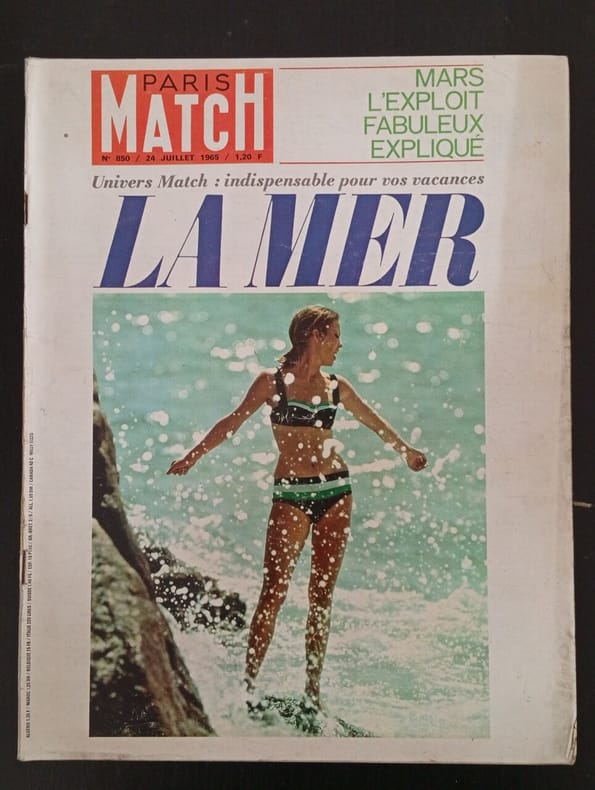 PARIS
MATCH
N° 850 / 24 JUILLET 1965 / 1,20 F
MARS
L'EXPLOIT
FABULEUX
EXPLIQUÉ
Univers Match : indispensable pour vos vacances
LA MER